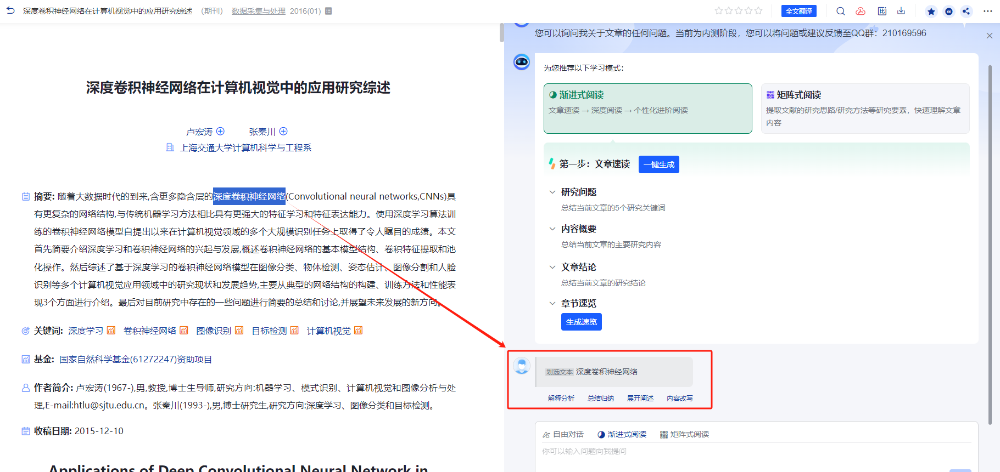 深度卷积神经网络在计算机视觉中的应用研究综述 （期刊） 数据采集与处理 2016(01)
全文翻译
深度卷积神经网络在计算机视觉中的应用研究综述
卢宏涛 张秦川
上海交通大学计算机科学与工程系
摘要: 随着大数据时代的到来,含更多隐含层的深度卷积神经网络(Convolutional neural networks,CNNs)具
有更复杂的网络结构,与传统机器学习方法相比具有更强大的特征学习和特征表达能力。使用深度学习算法训
练的卷积神经网络模型自提出以来在计算机视觉领域的多个大规模识别任务上取得了令人瞩目的成绩。本文
首先简要介绍深度学习和卷积神经网络的兴起与发展,概述卷积神经网络的基本模型结构、卷积特征提取和池
化操作。然后综述了基于深度学习的卷积神经网络模型在图像分类、物体检测、姿态估计、图像分割和人脸
识别等多个计算机视觉应用领域中的研究现状和发展趋势,主要从典型的网络结构的构建、训练方法和性能表
现3个方面进行介绍。最后对目前研究中存在的一些问题进行简要的总结和讨论,并展望未来发展的新方向。
关键词: 深度学习 卷积神经网络 图像识别 目标检测 计算机视觉
基金: 国家自然科学基金(61272247)资助项目
作者简介: 卢宏涛(1967-),男,教授,博士生导师,研究方向:机器学习、模式识别、计算机视觉和图像分析与处
理,E-mail:htlu@sjtu.edu.cn。张秦川(1993-),男,博士研究生,研究方向:深度学习、图像分类和目标检测。
收稿日期: 2015-12-10
Applications of Deep Convolutional Neural Network in
您可以询问我关于文章的任何问题。当前为内测阶段，您可以将问题或建议反馈至QQ群：210169596
为您推荐以下学习模式：
渐进式阅读
文章速读 → 深度阅读 → 个性化进阶阅读
矩阵式阅读
提取文献的研究思路/研究方法等研究要素，快速理解文章
内容
第一步：文章速读 一键生成
研究问题
总结当前文章的5个研究关键词
内容概要
总结当前文章的主要研究内容
文章结论
总结当前文章的研究结论
章节速览
生成速览
划选文本 深度卷积神经网络
解释分析 总结归纳 展开阐述 内容改写
自由对话 渐进式阅读 矩阵式阅读
你可以输入问题向我提问